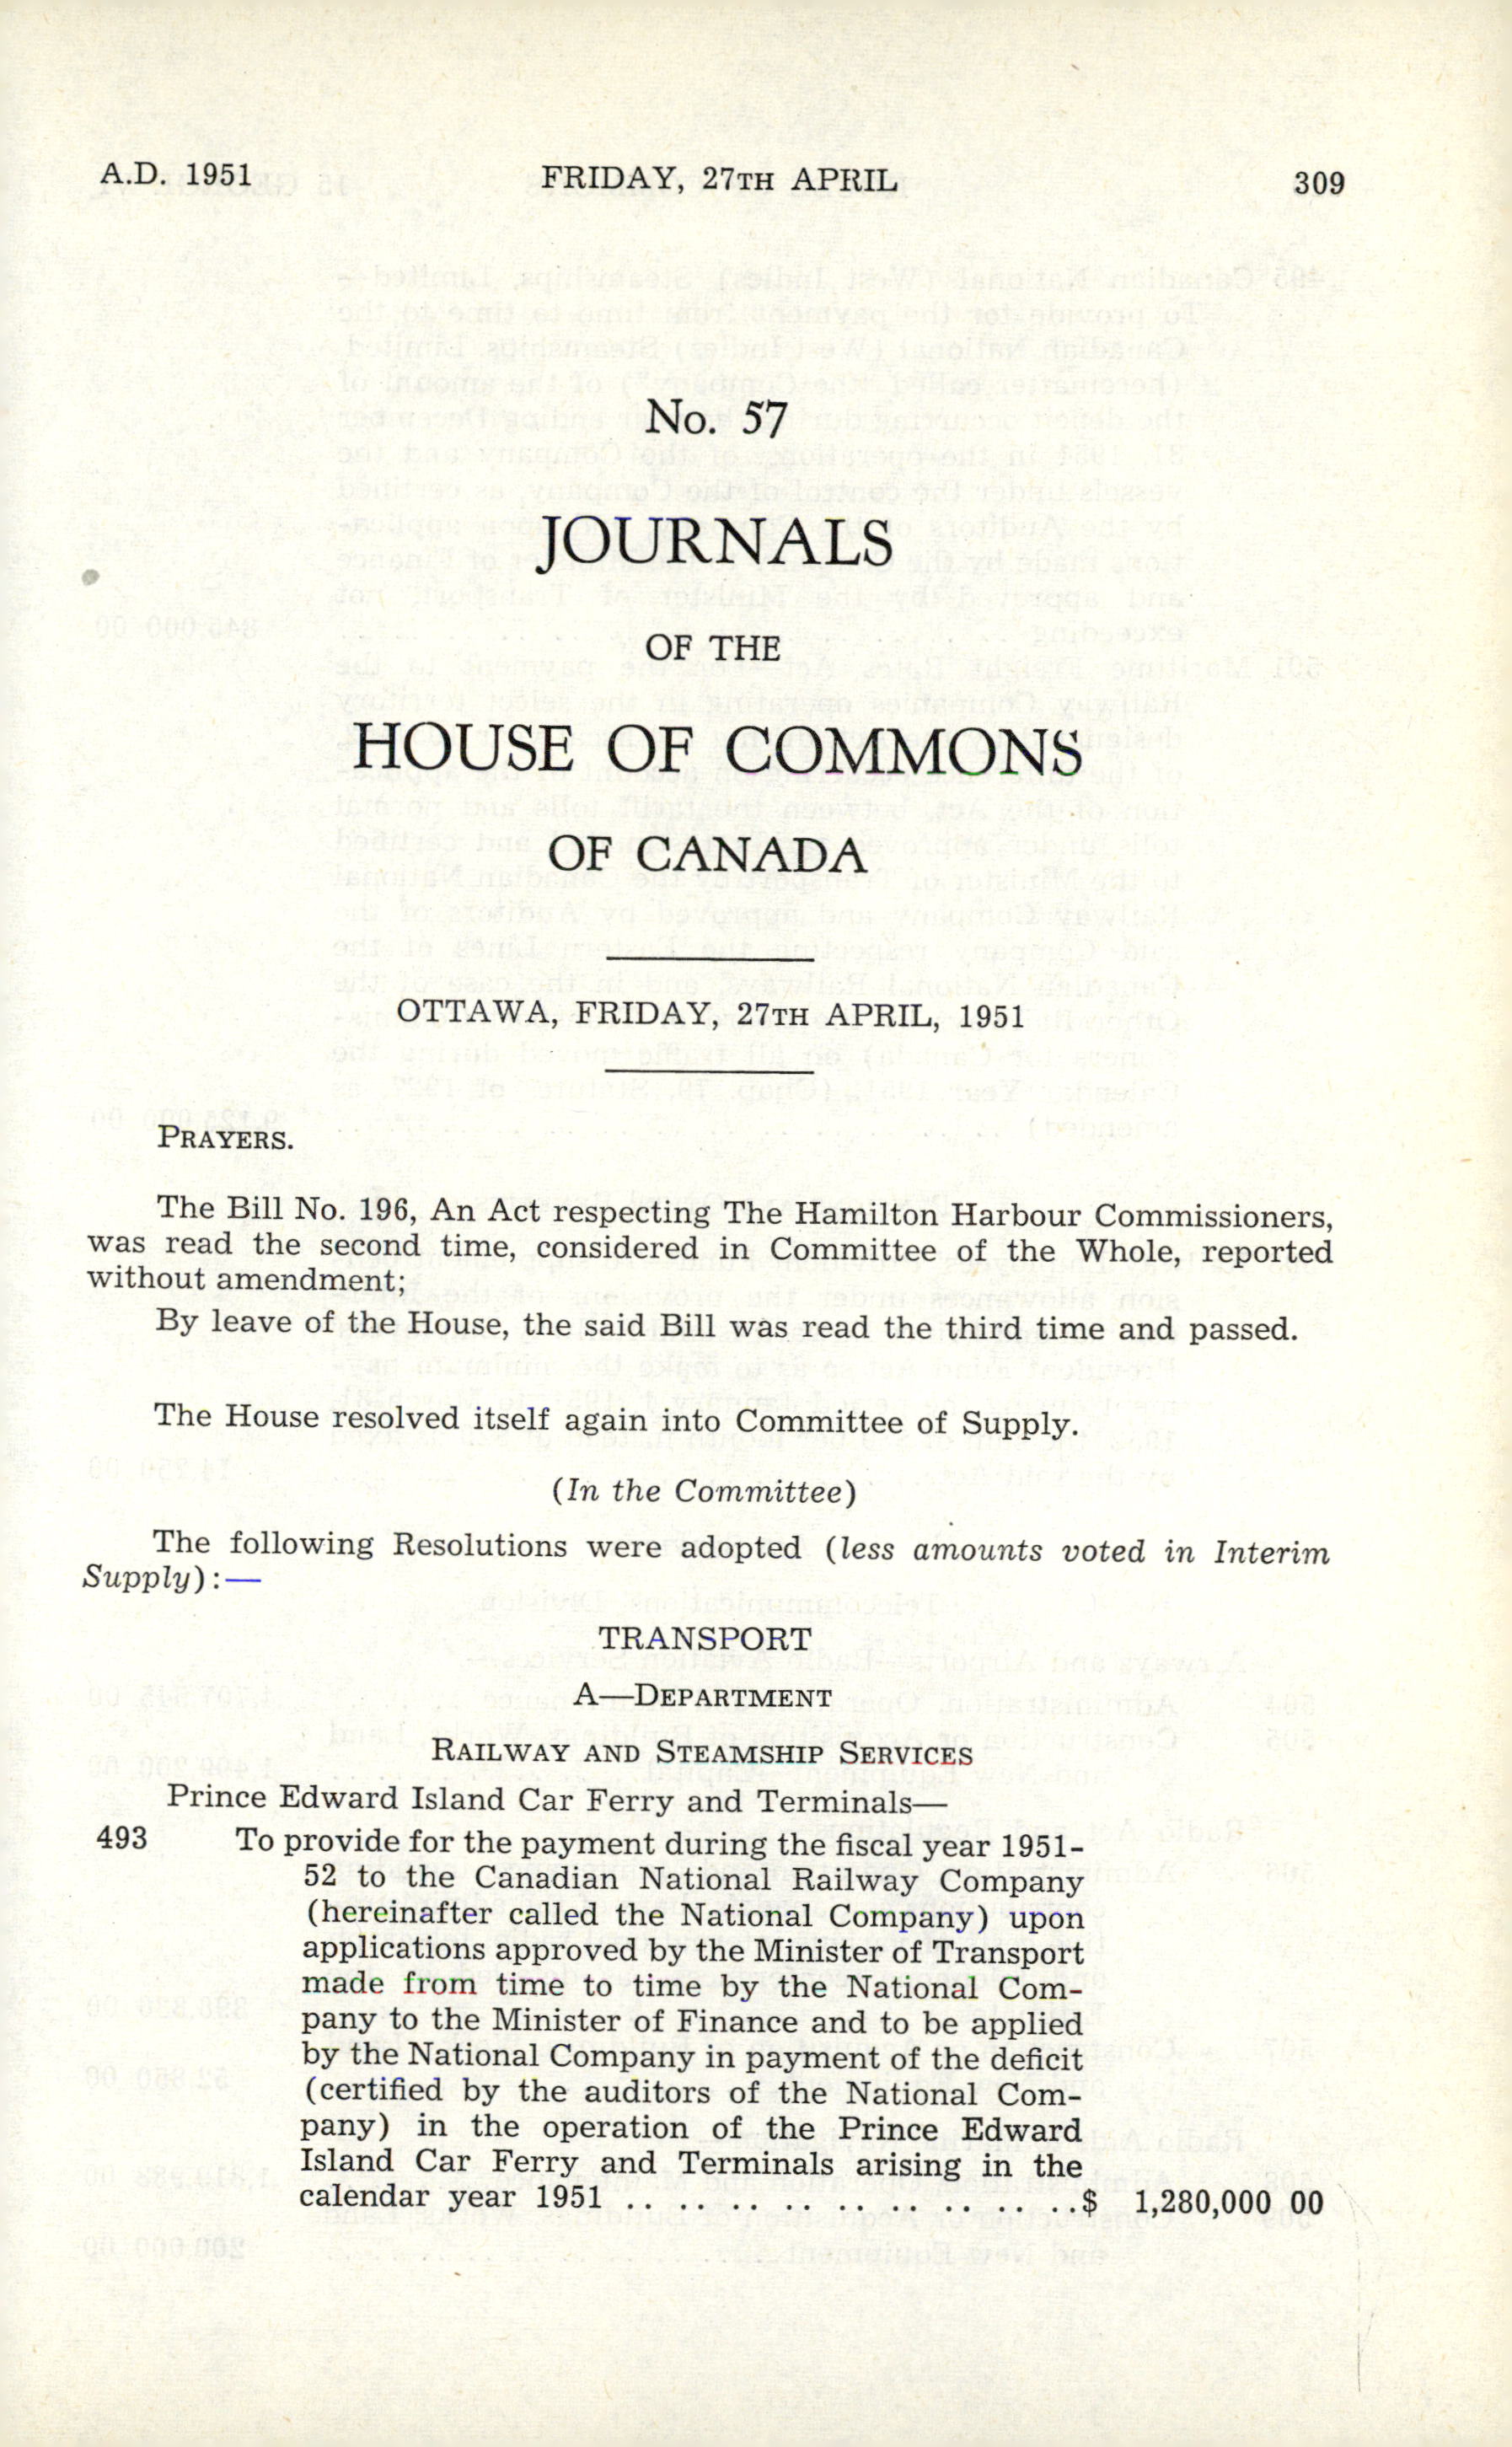 A.D. 1951 FRIDAY, 27TH APRIL 309
No. 57
JOURNALS
OF THE
HOUSE OF COMMONS
OF CANADA
OTTAWA, FRIDAY, 27TH APRIL, 1951
PRAYERS.
The Bill No. 196, An Act respecting The Hamilton Harbour Commissioners,
was read the second time, considered in Committee of the Whole, reported
without amendment;
By leave of the House, the said Bill was read the third time and passed.
The House resolved itself again into Committee of Supply.
(In the Committee)
The following Resolutions were adopted (less amounts voted in Interim
Supply):—
TRANSPORT
A—DEPARTMENT
RAILWAY AND STEAMSHIP SERVICES
Prince Edward Island Car Ferry and Terminals—
493 To provide for the payment during the fiscal year 1951-
52 to the Canadian National Railway Company
(hereinafter called the National Company) upon
applications approved by the Minister of Transport
made from time to time by the National Com-
pany to the Minister of Finance and to be applied
by the National Company in payment of the deficit
(certified by the auditors of the National Com-
pany) in the operation of the Prince Edward
Island Car Ferry and Terminals arising in the
calendar year 1951 .. .. .. .. .. .. .. .. ..$ 1,280,000 00